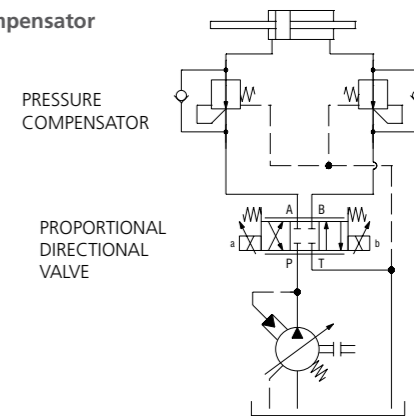 mpensator
PRESSURE
COMPENSATOR
PROPORTIONAL
DIRECTIONAL
VALVE
A B
a b
P T